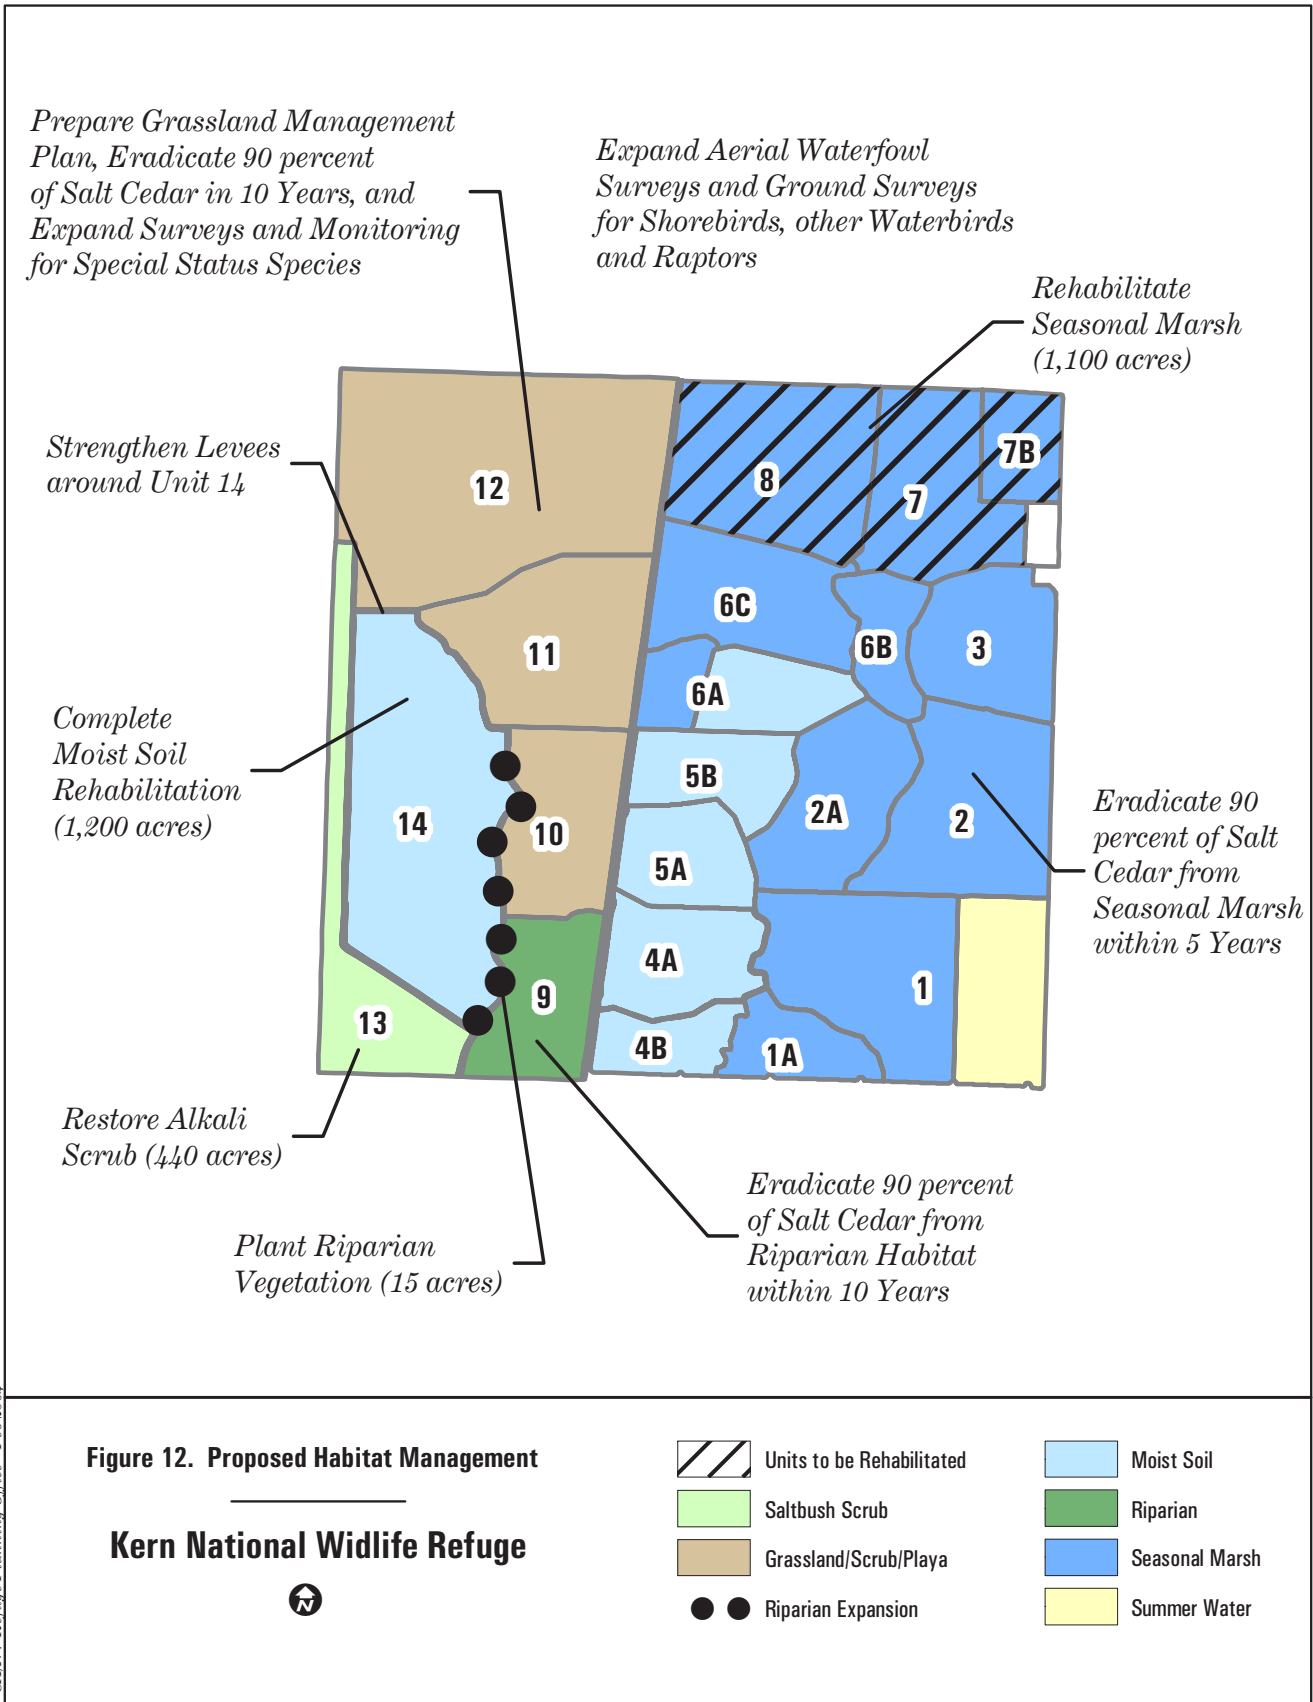 Prepare Grassland Management
Plan, Eradicate 90 percent
of Salt Cedar in 10 Years, and
Expand Surveys and Monitoring
for Special Status Species
Expand Aerial Waterfowl
Surveys and Ground Surveys
for Shorebirds, other Waterbirds
and Raptors
Rehabilitate
Seasonal Marsh
(1,100 acres)
Strengthen Levees
around Unit 14
12
8
7
7B
6C
6B
3
11
6A
Complete
Moist Soil
Rehabilitation
(1,200 acres)
5B
14
10
2A
2
Eradicate 90
percent of Salt
Cedar from
Seasonal Marsh
within 5 Years
5A
4A
9
1
13
4B
1A
Restore Alkali
Scrub (440 acres)
Plant Riparian
Vegetation (15 acres)
Eradicate 90 percent
of Salt Cedar from
Riparian Habitat
within 10 Years
Figure 12. Proposed Habitat Management
Kern National Widlife Refuge
N
Units to be Rehabilitated
Saltbush Scrub
Grassland/Scrub/Playa
Riparian Expansion
Moist Soil
Riparian
Seasonal Marsh
Summer Water